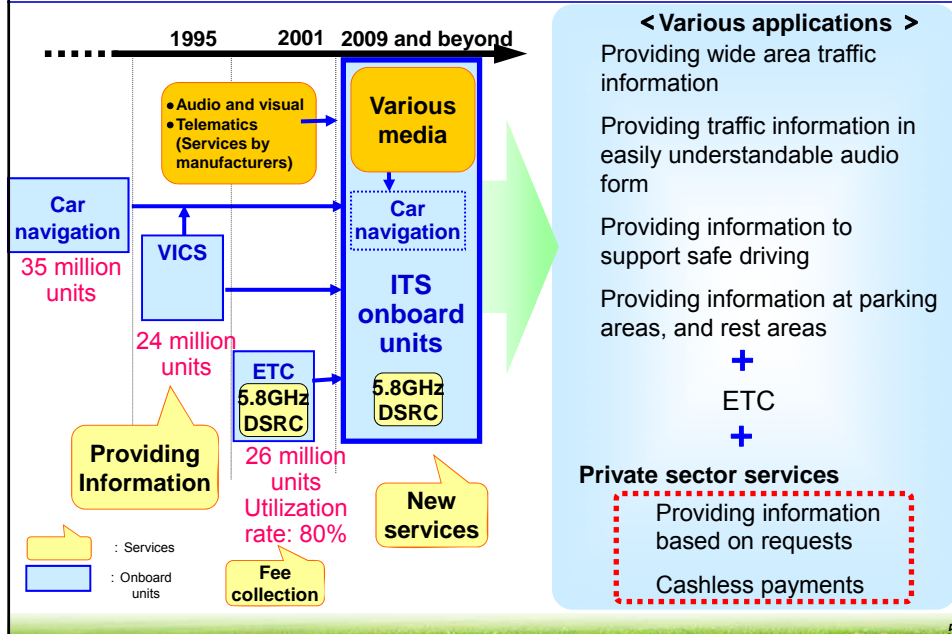 1995
2001
2009 and beyond
● Audio and visual
● Telematics
(Services by
manufacturers)
Various
media
Car
navigation
35 million
units
VICS
24 million
units
Car
navigation
ITS
onboard
units
5.8GHz
DSRC
ETC
5.8GHz
DSRC
26 million
units
Utilization
rate: 80%
Providing
Information
New
services
Fee
collection
: Services
: Onboard
units
< Various applications >
Providing wide area traffic
information
Providing traffic information in
easily understandable audio
form
Providing information to
support safe driving
Providing information at parking
areas, and rest areas
+
ETC
+
Private sector services
Providing information
based on requests
Cashless payments